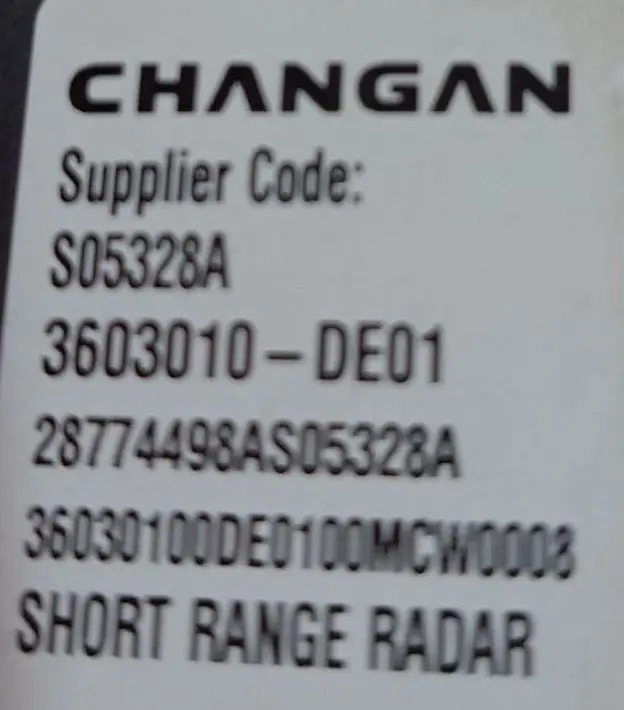 CHANGAN
Supplier Code:
S05328A
3603010-DE01
28774498AS05328A
36030100DE0100MCW0008
SHORT RANGE RADAR